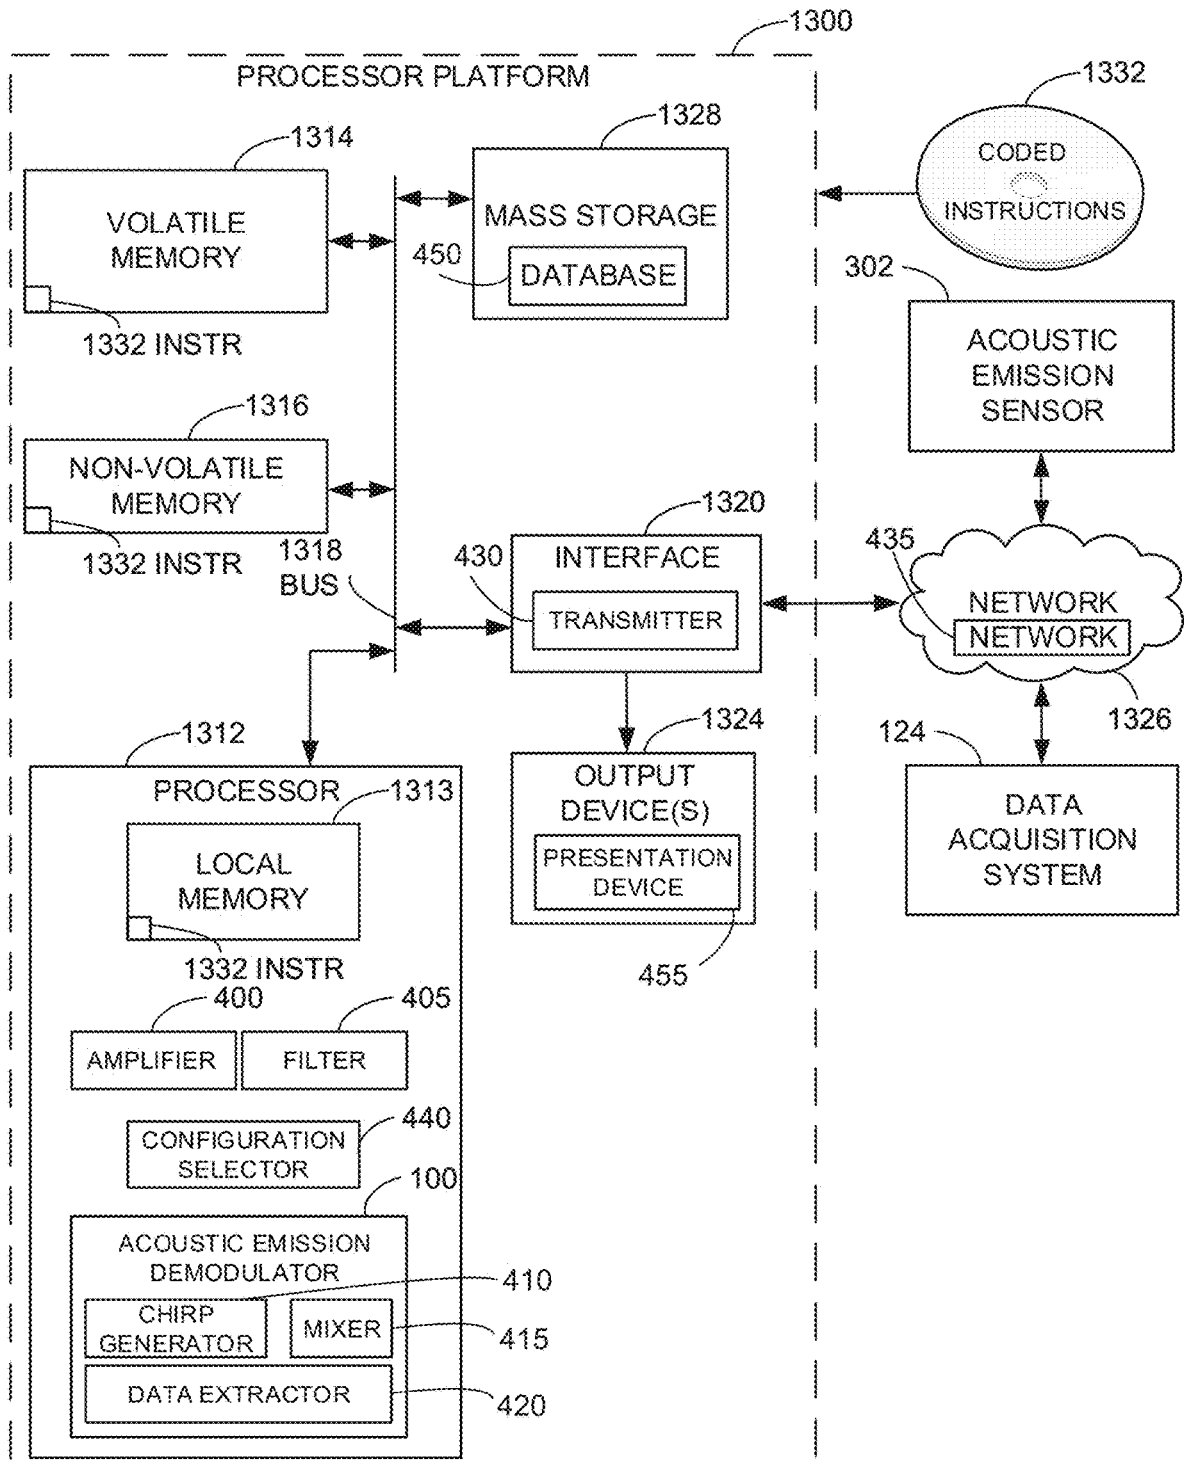 1300
PROCESSOR PLATFORM
1332
CODED
INSTRUCTIONS
1314
VOLATILE
MEMORY
1332 INSTR
1328
MASS STORAGE
450
DATABASE
302
ACOUSTIC
EMISSION
SENSOR
1316
NON-VOLATILE
MEMORY
1332 INSTR
1318
BUS
1320
INTERFACE
430
TRANSMITTER
435
NETWORK
NETWORK
1326
1312
PROCESSOR
1313
LOCAL
MEMORY
1332 INSTR
1324
OUTPUT
DEVICE(S)
PRESENTATION
DEVICE
455
124
DATA
ACQUISITION
SYSTEM
400
AMPLIFIER
405
FILTER
440
CONFIGURATION
SELECTOR
100
ACOUSTIC EMISSION
DEMODULATOR
410
CHIRP
GENERATOR
MIXER
415
DATA EXTRACTOR
420